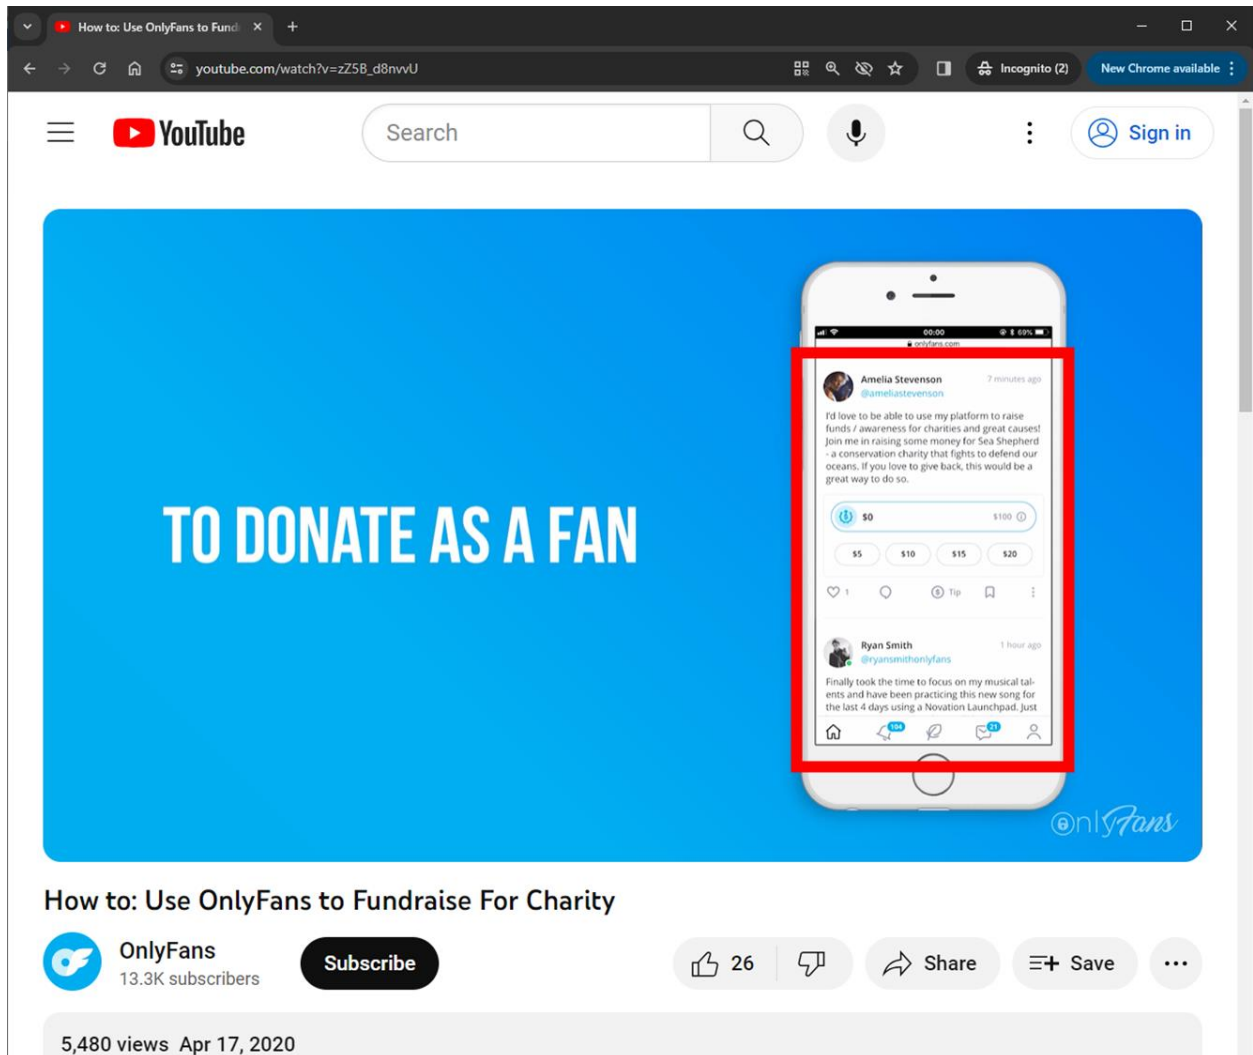 How to: Use OnlyFans to Fund
youtube.com/watch?v=zZ5B_d8nvvU
Incognito (2)
New Chrome available
YouTube
Search
Sign in
00:00
69%
onlyfans.com
Amelia Stevenson
7 minutes ago
@ameliastevenson
I'd love to be able to use my platform to raise
funds / awareness for charities and great causes!
Join me in raising some money for Sea Shepherd
- a conservation charity that fights to defend our
oceans. If you love to give back, this would be a
great way to do so.
$0
$100
$5
$10
$15
$20
1
Tip
Ryan Smith
1 hour ago
@ryansmithonlyfans
Finally took the time to focus on my musical tal-
ents and have been practicing this new song for
the last 4 days using a Novation Launchpad. Just
104
21
TO DONATE AS A FAN
OnlyFans
How to: Use OnlyFans to Fundraise For Charity
OnlyFans
13.3K subscribers
Subscribe
26
Share
Save
5,480 views Apr 17, 2020